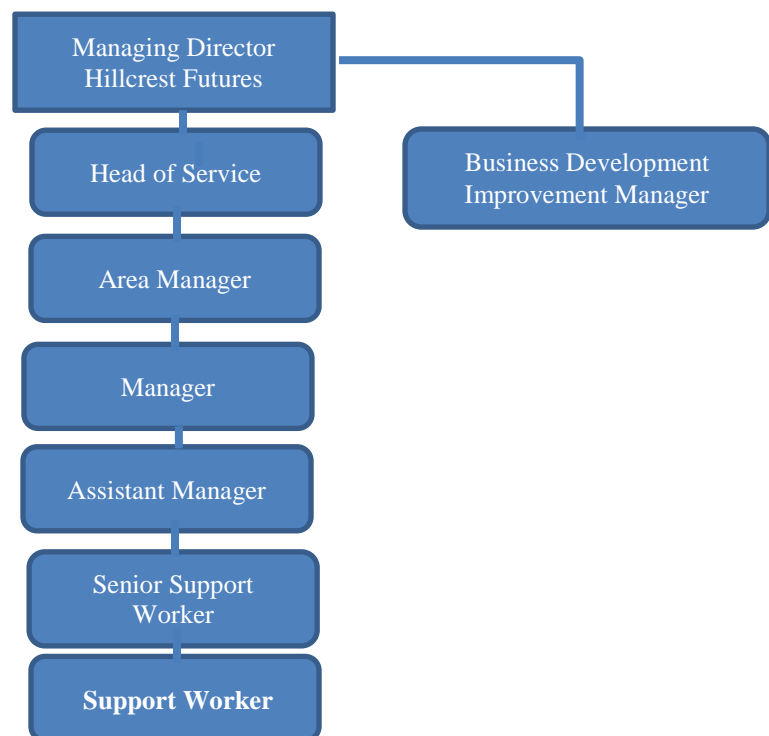 Managing Director
Hillcrest Futures
Head of Service
Business Development
Improvement Manager
Area Manager
Manager
Assistant Manager
Senior Support
Worker
Support Worker